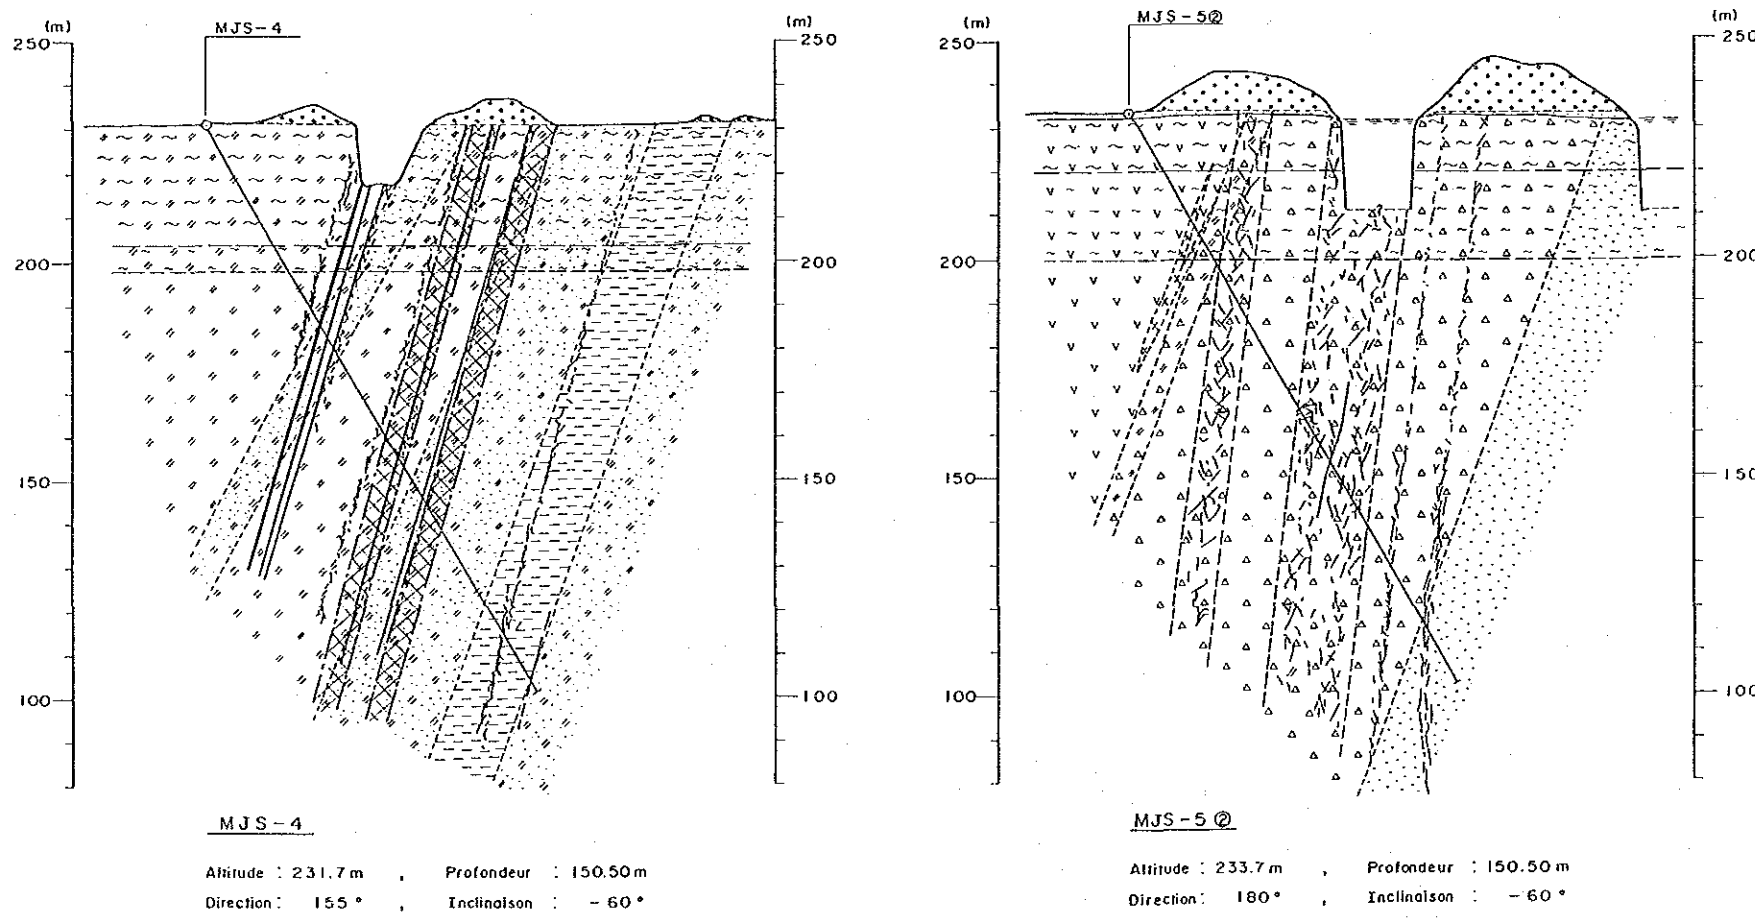 MJS-4
(m)
(m)
250
250
200
200
150
150
100
100
MJS-4
Altitude : 231.7 m , Profondeur : 150.50 m
Direction : 155° , Inclinaison : -60°
MJS-5②
(m)
(m)
250
250
200
200
150
150
100
100
MJS-5②
Altitude : 233.7 m , Profondeur : 150.50 m
Direction : 180° , Inclinaison : -60°